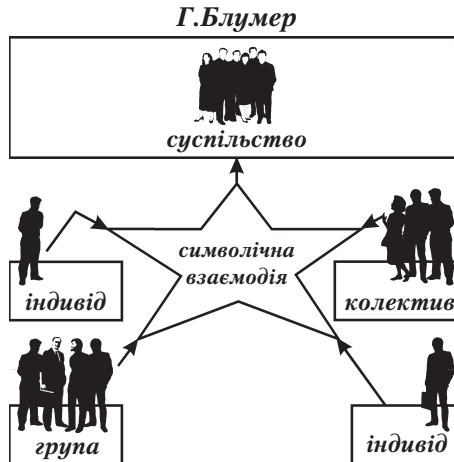 Г.Блумер
суспільство
символічна
взаємодія
індивід
колектив
група
індивід